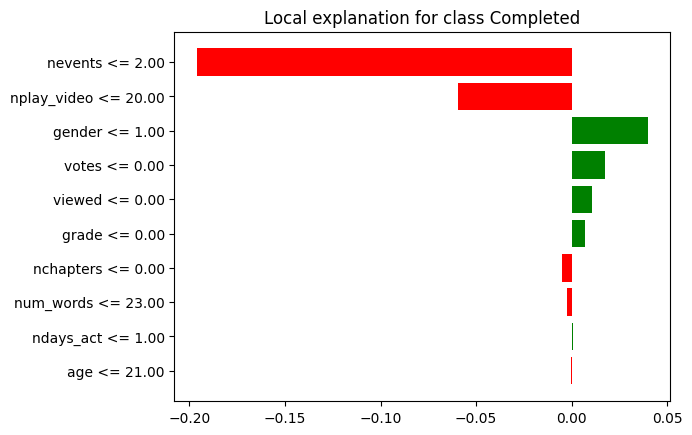 Local explanation for class Completed
nevents <= 2.00
nplay_video <= 20.00
gender <= 1.00
votes <= 0.00
viewed <= 0.00
grade <= 0.00
nchapters <= 0.00
num_words <= 23.00
ndays_act <= 1.00
age <= 21.00
−0.20 −0.15 −0.10 −0.05 0.00 0.05